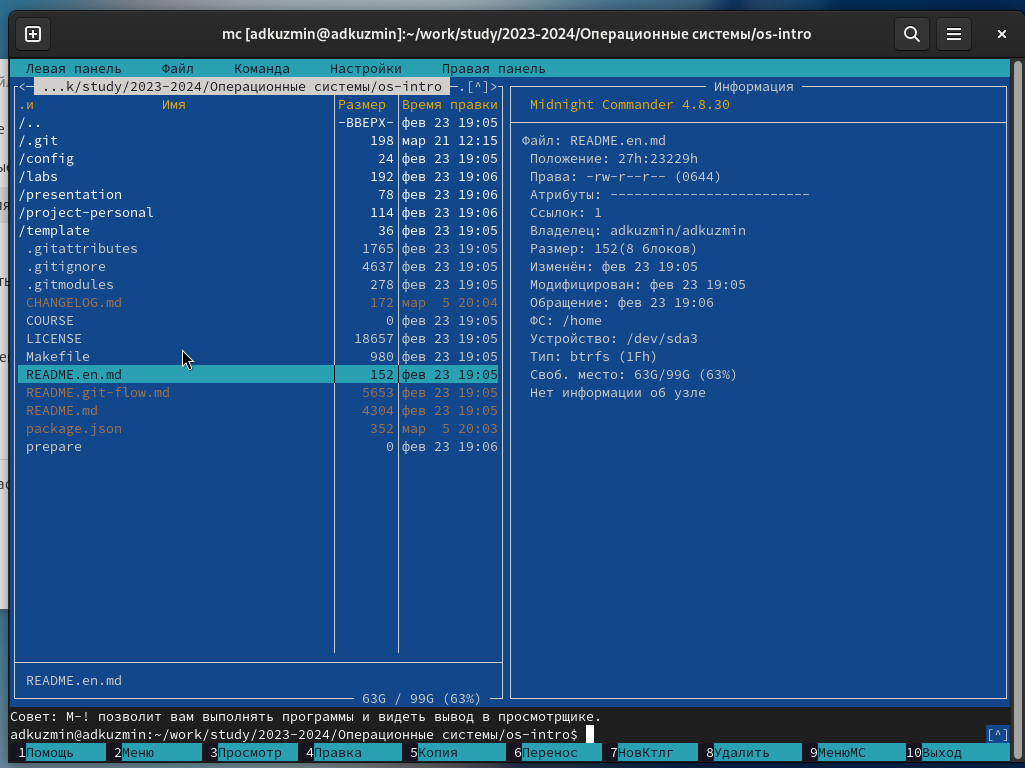 mc [adkuzmin@adkuzmin]:~/work/study/2023-2024/Операционные системы/os-intro
Левая панель Файл Команда Настройки Правая панель
<─ ...k/study/2023-2024/Операционные системы/os-intro ─.[^]>
.и Имя Размер Время правки
/.. -ВВЕРХ- фев 23 19:05
/.git 198 мар 21 12:15
/config 24 фев 23 19:05
/labs 192 фев 23 19:06
/presentation 78 фев 23 19:06
/project-personal 114 фев 23 19:06
/template 36 фев 23 19:05
.gitattributes 1765 фев 23 19:05
.gitignore 4637 фев 23 19:05
.gitmodules 278 фев 23 19:05
CHANGELOG.md 172 мар 5 20:04
COURSE 0 фев 23 19:05
LICENSE 18657 фев 23 19:05
Makefile 980 фев 23 19:05
README.en.md 152 фев 23 19:05
README.git-flow.md 5653 фев 23 19:05
README.md 4304 фев 23 19:05
package.json 352 мар 5 20:03
prepare 0 фев 23 19:06
README.en.md
63G / 99G (63%)
Информация
Midnight Commander 4.8.30
Файл: README.en.md
Положение: 27h:23229h
Права: -rw-r--r-- (0644)
Атрибуты: -------------------------
Ссылок: 1
Владелец: adkuzmin/adkuzmin
Размер: 152(8 блоков)
Изменён: фев 23 19:05
Модифицирован: фев 23 19:05
Обращение: фев 23 19:06
ФС: /home
Устройство: /dev/sda3
Тип: btrfs (1Fh)
Своб. место: 63G/99G (63%)
Нет информации об узле
Совет: M-! позволит вам выполнять программы и видеть вывод в просмотрщике.
adkuzmin@adkuzmin:~/work/study/2023-2024/Операционные системы/os-intro$ [^]
1Помощь 2Меню 3Просмотр 4Правка 5Копия 6Перенос 7НовКтлг 8Удалить 9МенюМС 10Выход